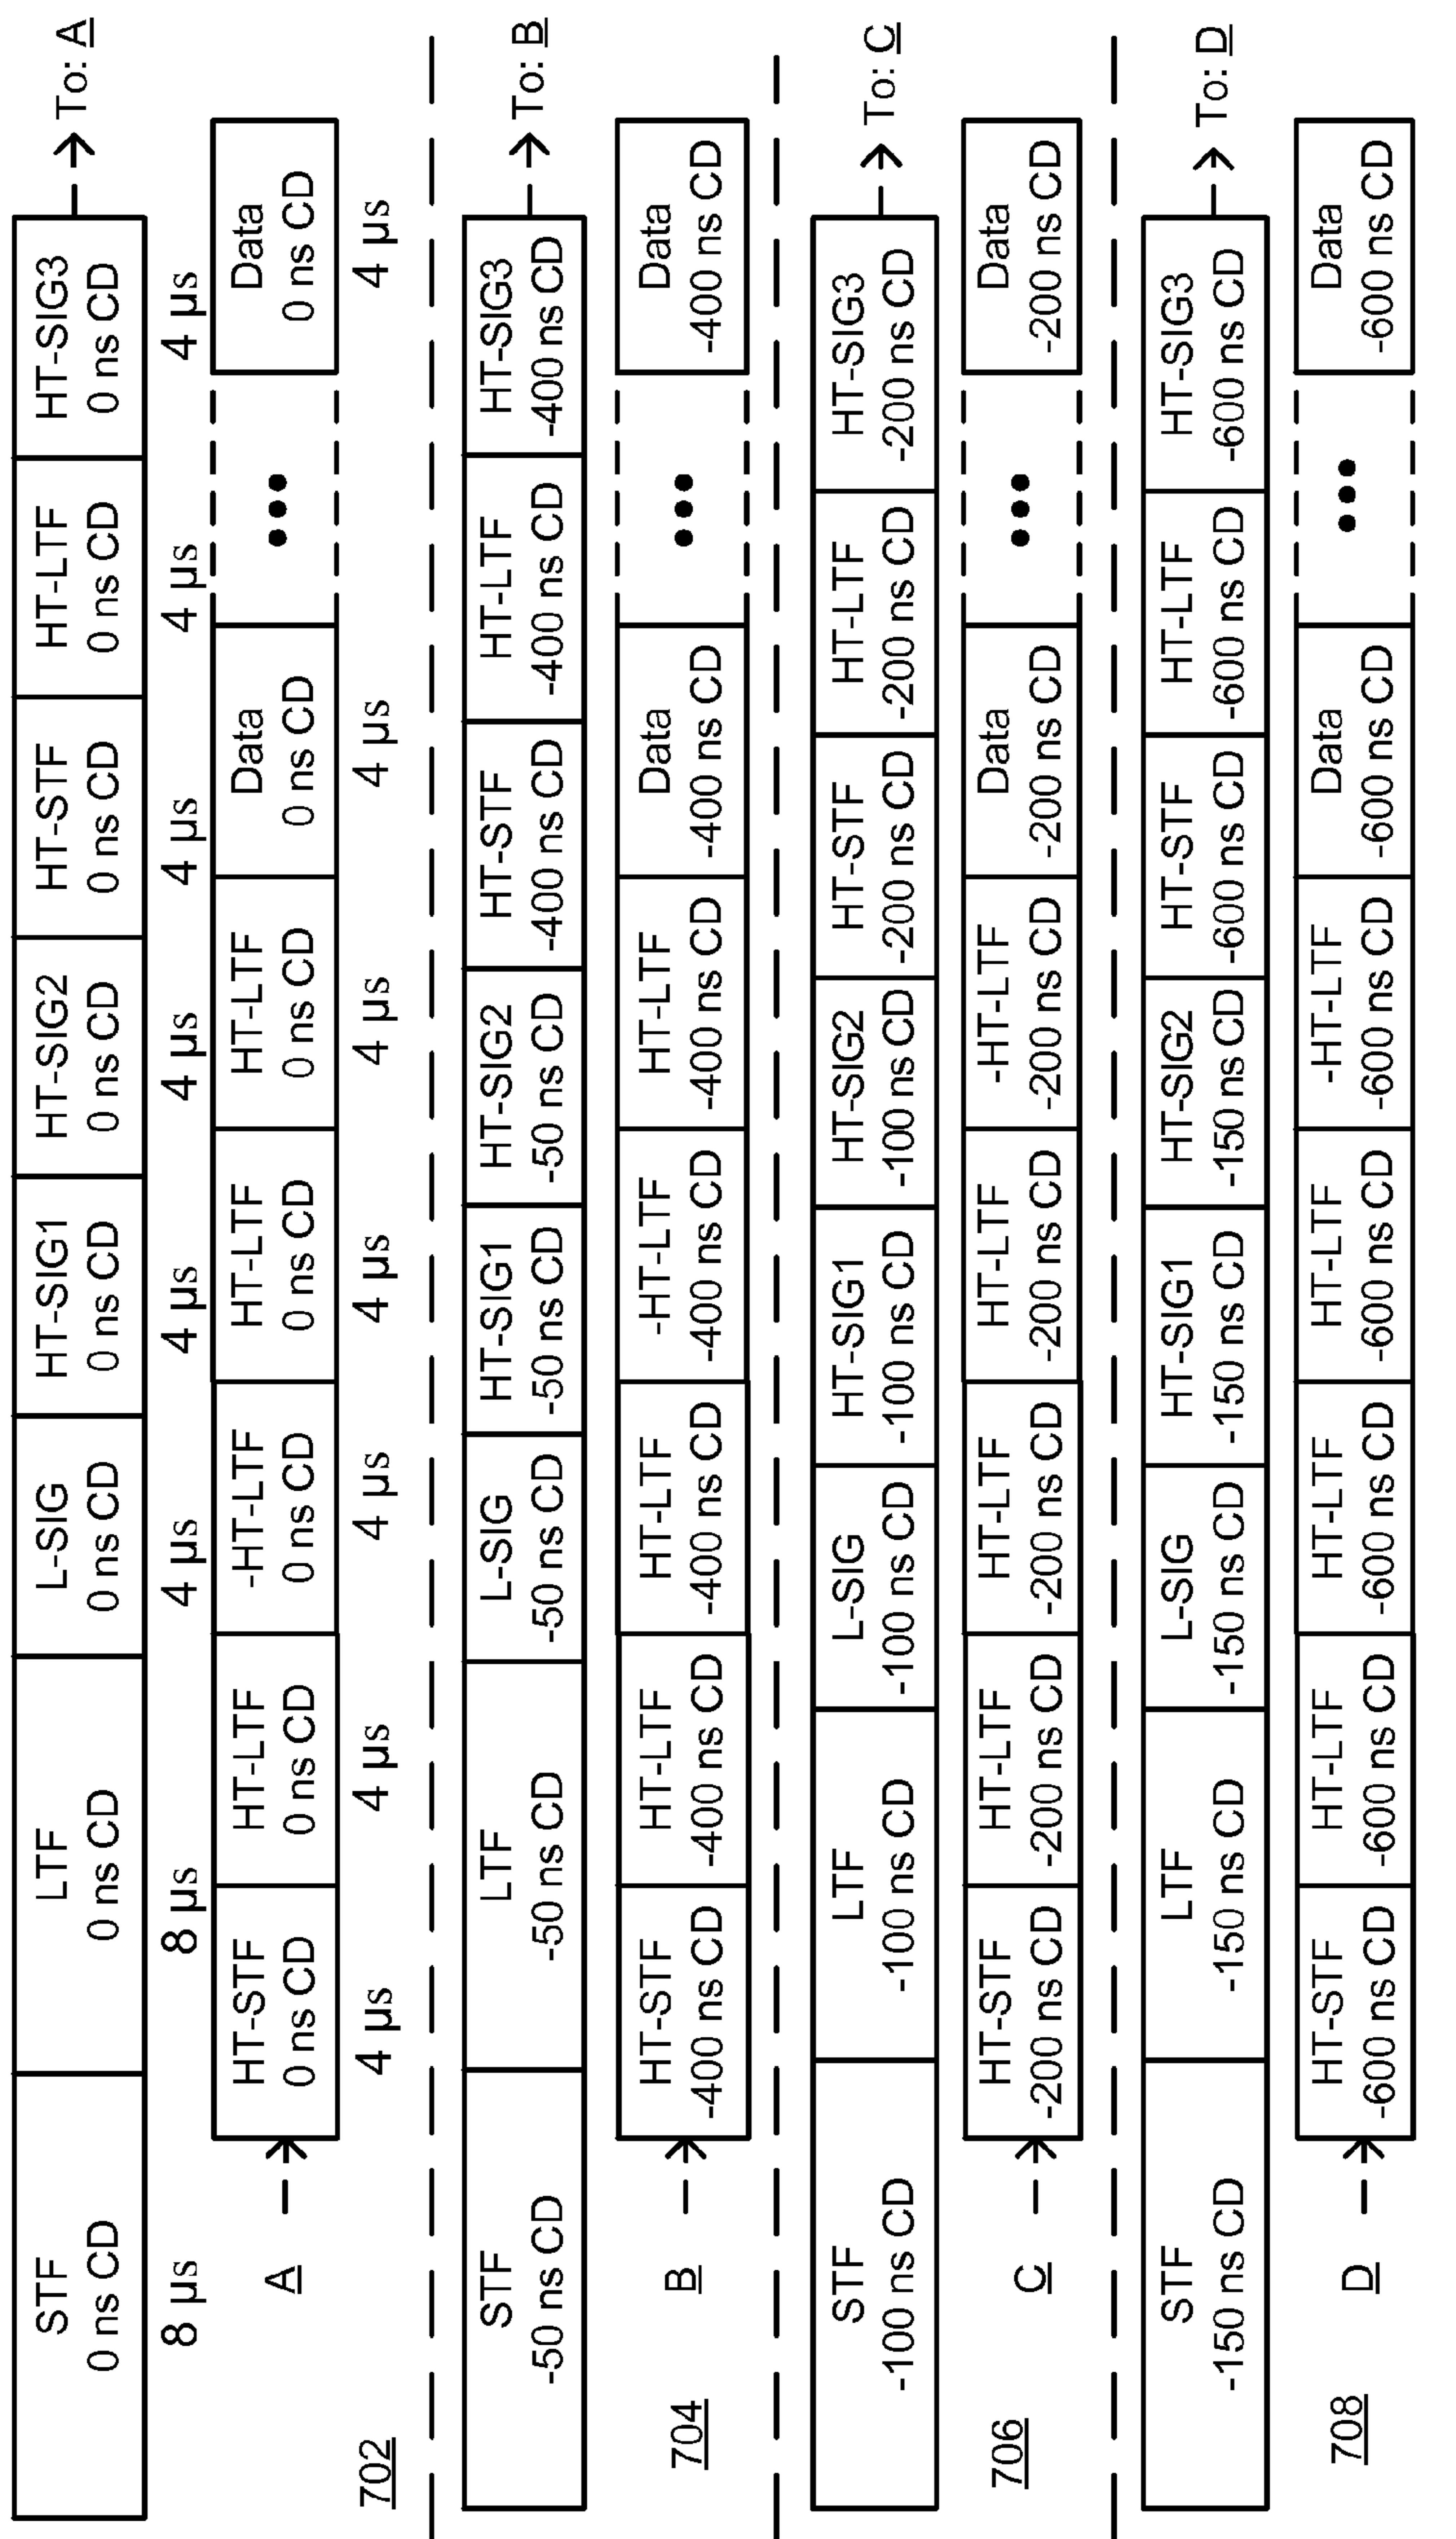 STF
0 ns CD
LTF
0 ns CD
L-SIG
0 ns CD
HT-SIG1
0 ns CD
HT-SIG2
0 ns CD
HT-STF
0 ns CD
HT-LTF
0 ns CD
HT-SIG3
0 ns CD
To: A
8 µs
8 µs
4 µs
4 µs
4 µs
4 µs
4 µs
4 µs
A
HT-STF
0 ns CD
HT-LTF
0 ns CD
-HT-LTF
0 ns CD
HT-LTF
0 ns CD
HT-LTF
0 ns CD
Data
0 ns CD
Data
0 ns CD
4 µs
4 µs
4 µs
4 µs
4 µs
4 µs
4 µs
702
STF
-50 ns CD
LTF
-50 ns CD
L-SIG
-50 ns CD
HT-SIG1
-50 ns CD
HT-SIG2
-50 ns CD
HT-STF
-400 ns CD
HT-LTF
-400 ns CD
HT-SIG3
-400 ns CD
To: B
B
HT-STF
-400 ns CD
HT-LTF
-400 ns CD
HT-LTF
-400 ns CD
-HT-LTF
-400 ns CD
HT-LTF
-400 ns CD
Data
-400 ns CD
Data
-400 ns CD
704
STF
-100 ns CD
LTF
-100 ns CD
L-SIG
-100 ns CD
HT-SIG1
-100 ns CD
HT-SIG2
-100 ns CD
HT-STF
-200 ns CD
HT-LTF
-200 ns CD
HT-SIG3
-200 ns CD
To: C
C
HT-STF
-200 ns CD
HT-LTF
-200 ns CD
HT-LTF
-200 ns CD
HT-LTF
-200 ns CD
-HT-LTF
-200 ns CD
Data
-200 ns CD
Data
-200 ns CD
706
STF
-150 ns CD
LTF
-150 ns CD
L-SIG
-150 ns CD
HT-SIG1
-150 ns CD
HT-SIG2
-150 ns CD
HT-STF
-600 ns CD
HT-LTF
-600 ns CD
HT-SIG3
-600 ns CD
To: D
D
HT-STF
-600 ns CD
HT-LTF
-600 ns CD
HT-LTF
-600 ns CD
HT-LTF
-600 ns CD
-HT-LTF
-600 ns CD
Data
-600 ns CD
Data
-600 ns CD
708